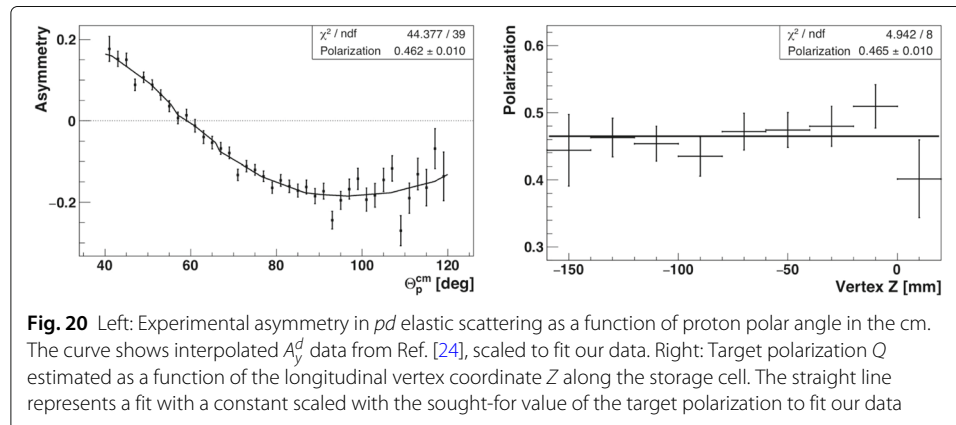 χ² / ndf 44.377 / 39
Polarization 0.462 ± 0.010
Asymmetry
0.2
0
−0.2
40 60 80 100 120
Θ_p^cm [deg]
χ² / ndf 4.942 / 8
Polarization 0.465 ± 0.010
Polarization
0.6
0.5
0.4
0.3
−150 −100 −50 0
Vertex Z [mm]
Fig. 20 Left: Experimental asymmetry in pd elastic scattering as a function of proton polar angle in the cm.
The curve shows interpolated A_y^d data from Ref. [24], scaled to fit our data. Right: Target polarization Q
estimated as a function of the longitudinal vertex coordinate Z along the storage cell. The straight line
represents a fit with a constant scaled with the sought-for value of the target polarization to fit our data